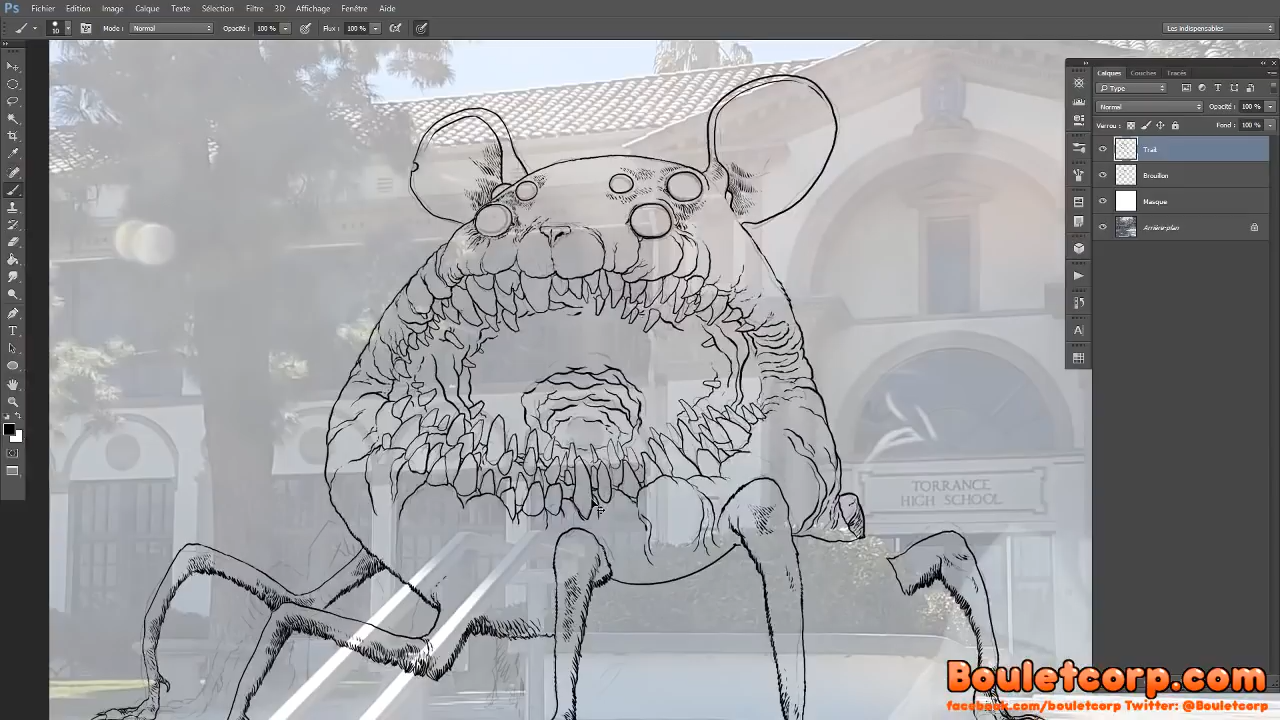 Ps Fichier Edition Image Calque Texte Sélection Filtre 3D Affichage Fenêtre Aide
10 Mode : Normal Opacité : 100 % Flux : 100 % Les indispensables
Calques Couches Tracés
Type
Normal Opacité : 100 %
Verrou : Fond : 100 %
Trait
Brouillon
Masque
Arrière-plan
TORRANCE
HIGH SCHOOL
Bouletcorp.com
facebook.com/bouletcorp Twitter: @Bouletcorp